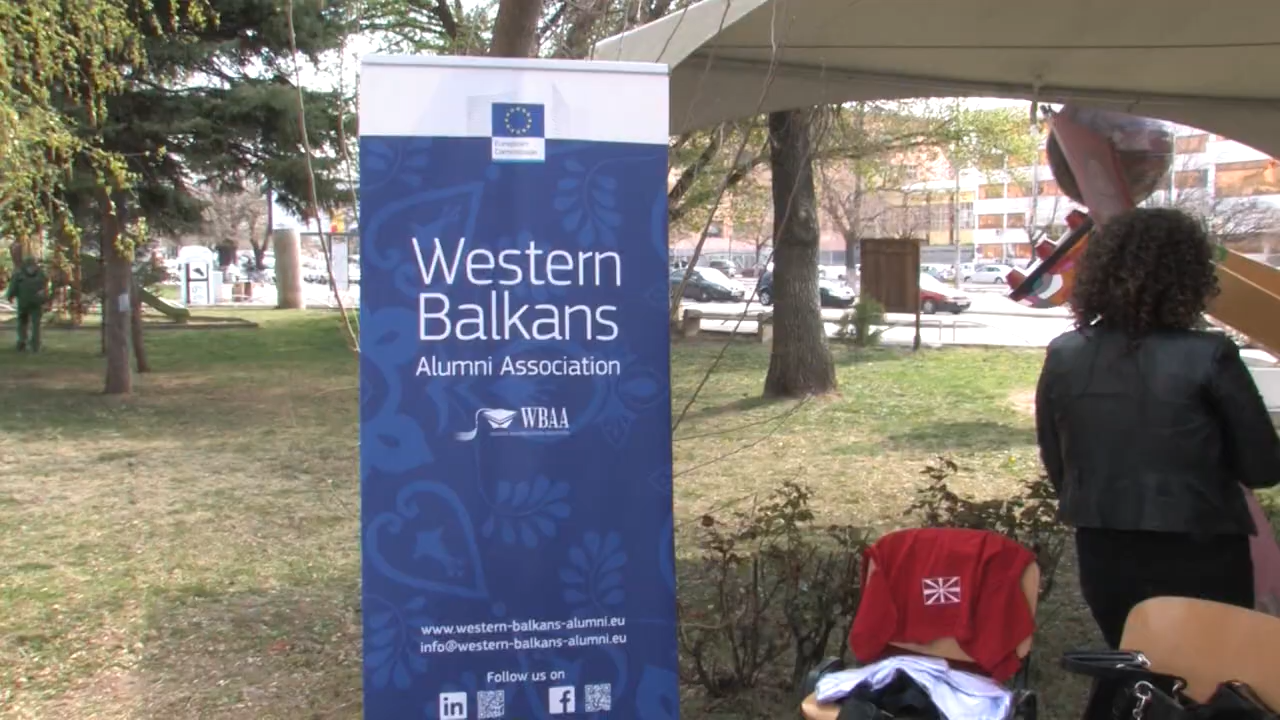 European
Commission
Western
Balkans
Alumni Association
WBAA
www.western-balkans-alumni.eu
info@western-balkans-alumni.eu
Follow us on
in
f